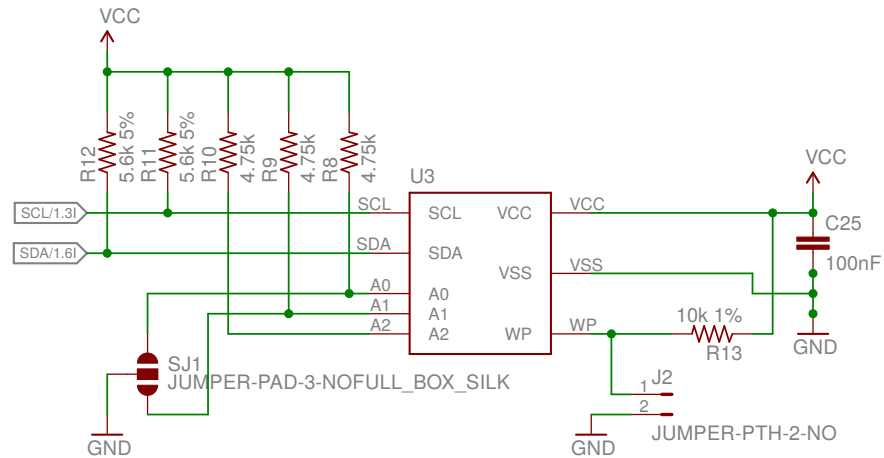 VCC
R12
5.6k 5%
R11
5.6k 5%
R10
4.75k
R9
4.75k
R8
4.75k
U3
VCC
SCL/1.3I
SCL
SCL
VCC
VCC
C25
100nF
SDA/1.6I
SDA
SDA
VSS
VSS
A0
A0
A1
A1
A2
A2
WP
WP
10k 1%
R13
GND
SJ1
JUMPER-PAD-3-NOFULL_BOX_SILK
J2
1
2
GND
GND
JUMPER-PTH-2-NO